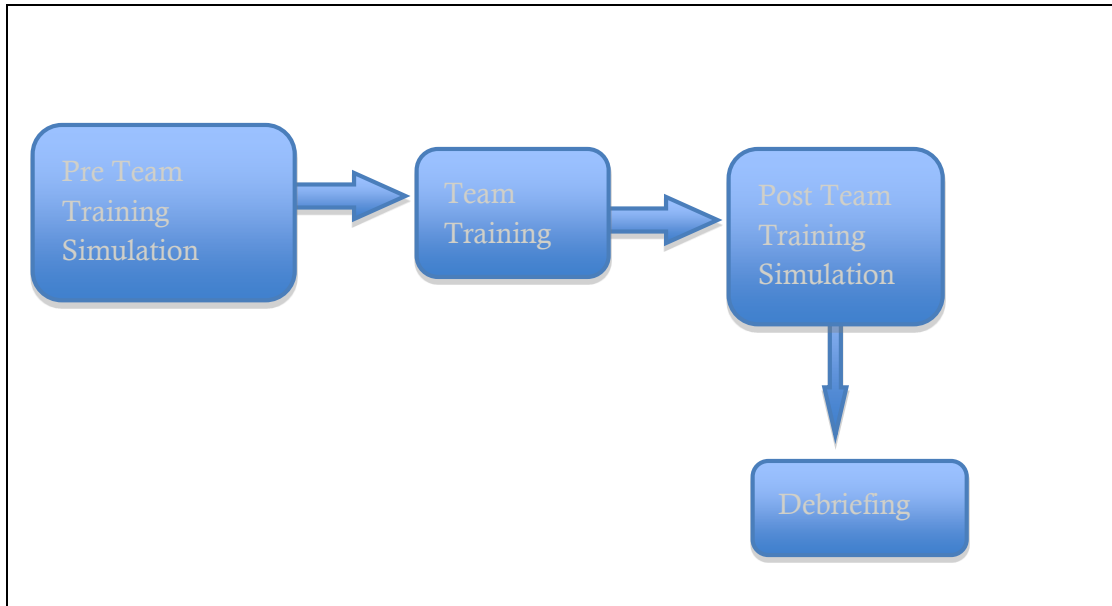 Pre Team
Training
Simulation
Team
Training
Post Team
Training
Simulation
Debriefing